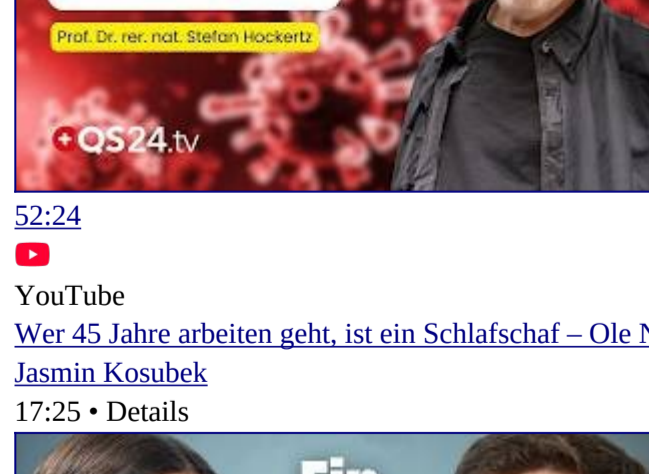 Prof. Dr. rer. nat. Stefan Hockertz
+QS24.tv
52:24
YouTube
Wer 45 Jahre arbeiten geht, ist ein Schlafschaf – Ole
Jasmin Kosubek
17:25 • Details